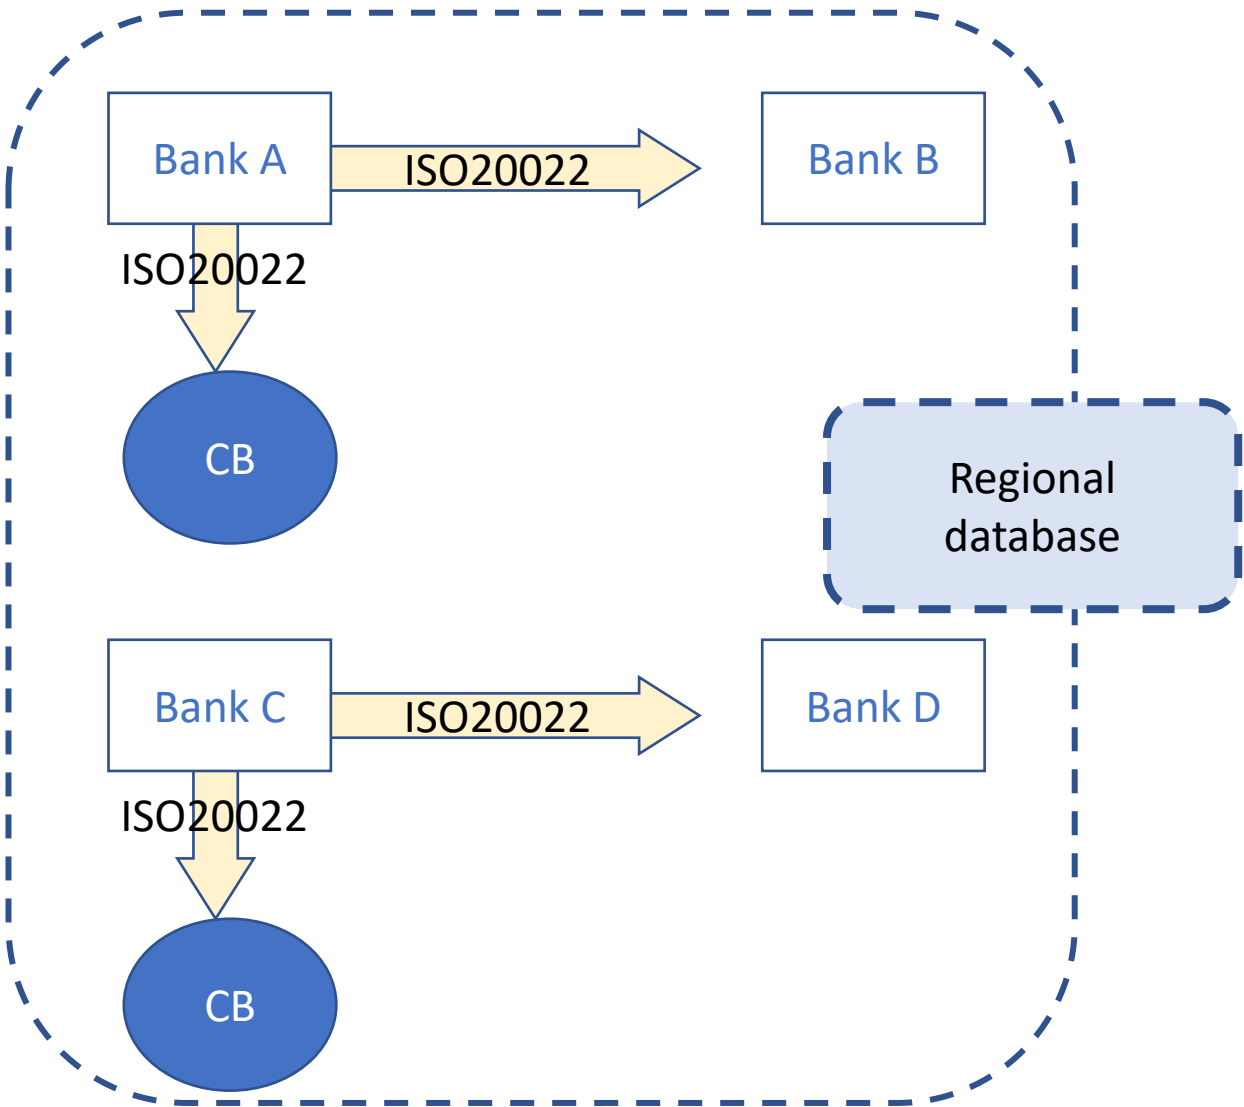 Bank A
ISO20022
Bank B
ISO20022
CB
Regional
database
Bank C
ISO20022
Bank D
ISO20022
CB